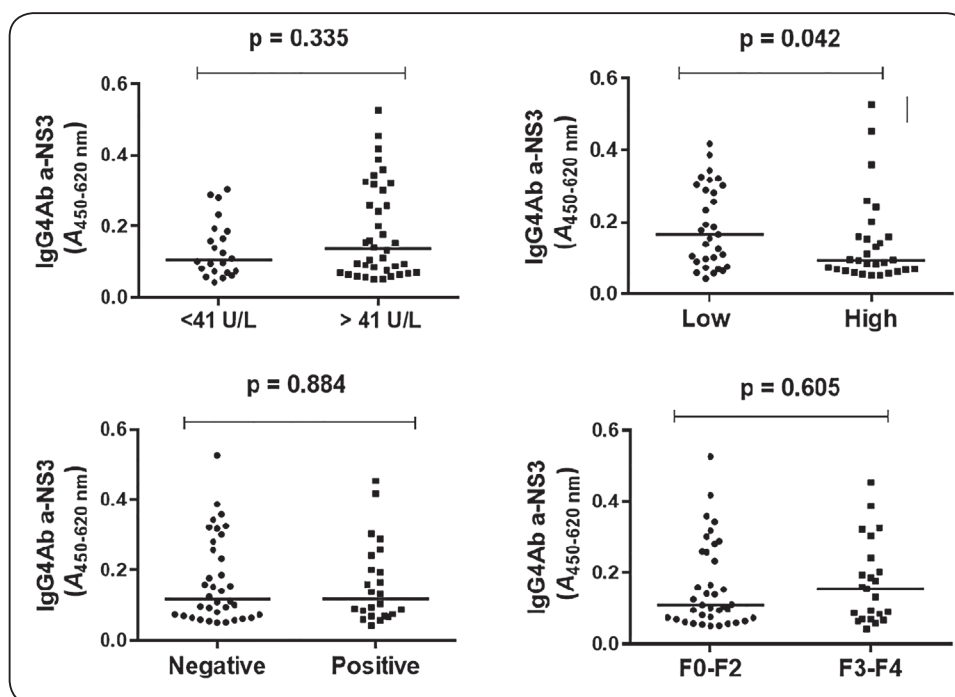 p = 0.335
IgG4Ab a-NS3
(A450-620 nm)
0.6
0.4
0.2
0.0
<41 U/L > 41 U/L
p = 0.042
IgG4Ab a-NS3
(A450-620 nm)
0.6
0.4
0.2
0.0
Low High
p = 0.884
IgG4Ab a-NS3
(A450-620 nm)
0.6
0.4
0.2
0.0
Negative Positive
p = 0.605
IgG4Ab a-NS3
(A450-620 nm)
0.6
0.4
0.2
0.0
F0-F2 F3-F4